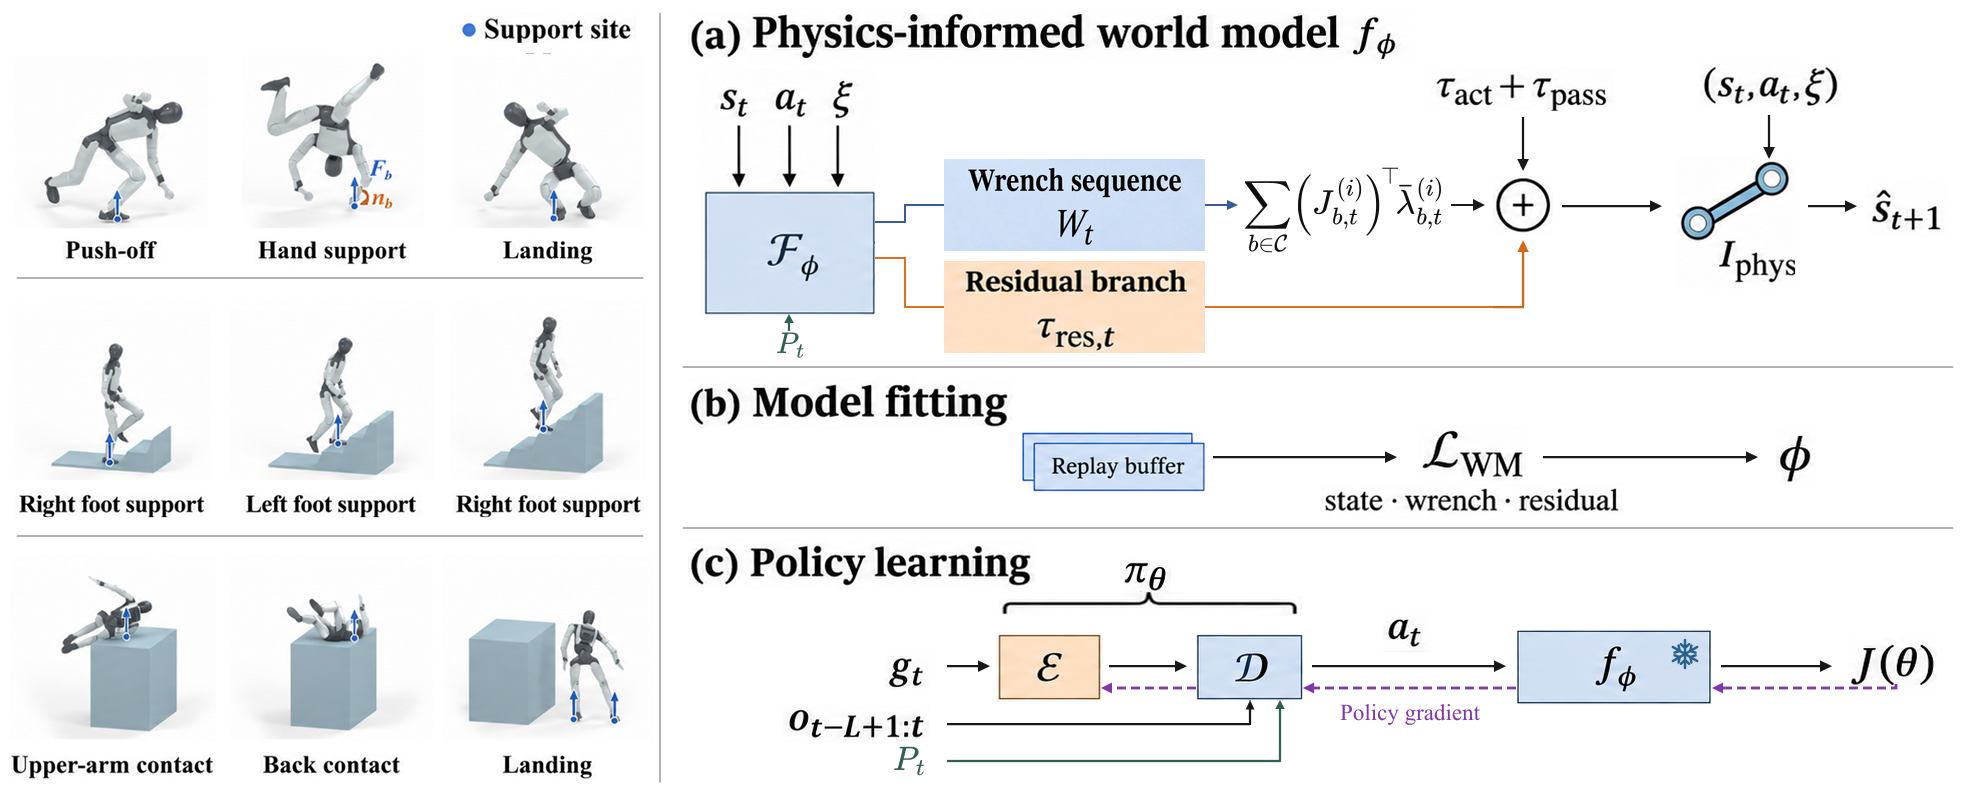 Support site
F_b
n_b
Push-off Hand support Landing
Right foot support Left foot support Right foot support
Upper-arm contact Back contact Landing
(a) Physics-informed world model f_ϕ
s_t a_t ξ
F_ϕ
P_t
Wrench sequence
W_t
Residual branch
τ_res,t
∑_{b∈C} (J_{b,t}^{(i)})^⊤ λ̄_{b,t}^{(i)}
τ_act + τ_pass
+
(s_t, a_t, ξ)
I_phys
ŝ_{t+1}
(b) Model fitting
Replay buffer
L_WM
state · wrench · residual
ϕ
(c) Policy learning
π_θ
g_t
o_{t−L+1:t}
P_t
E
D
a_t
f_ϕ
J(θ)
Policy gradient